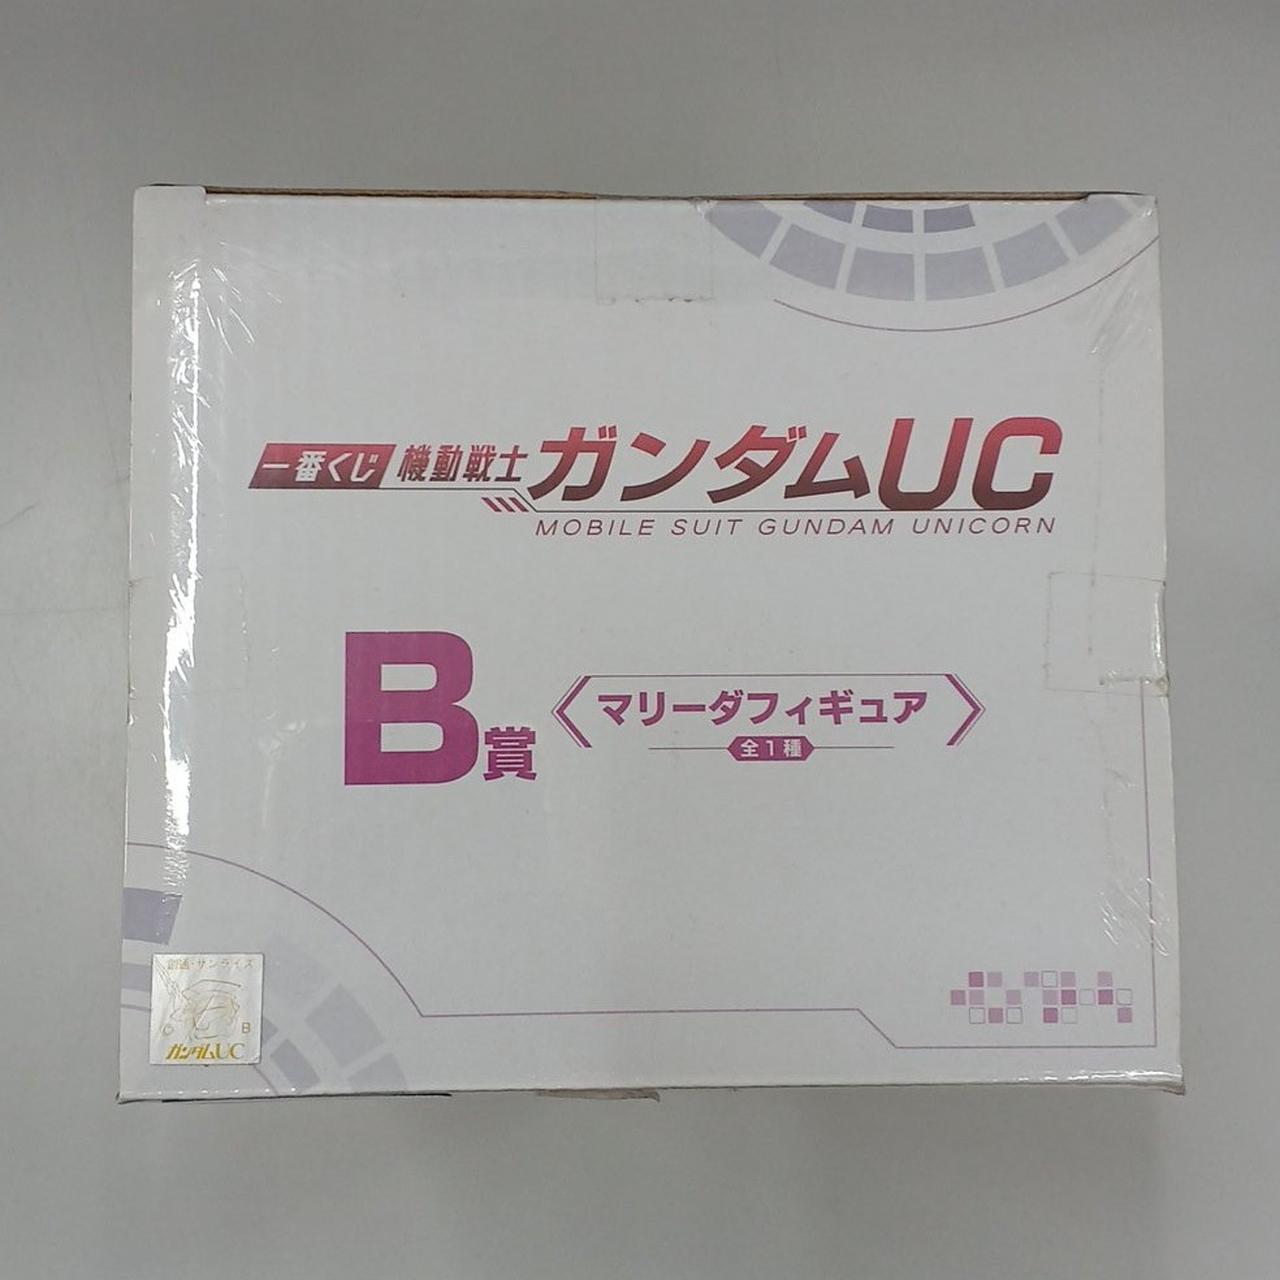 一番くじ 機動戦士 ガンダムUC
MOBILE SUIT GUNDAM UNICORN
B賞 マリーダフィギュア
全1種
創通・サンライズ
B
ガンダムUC